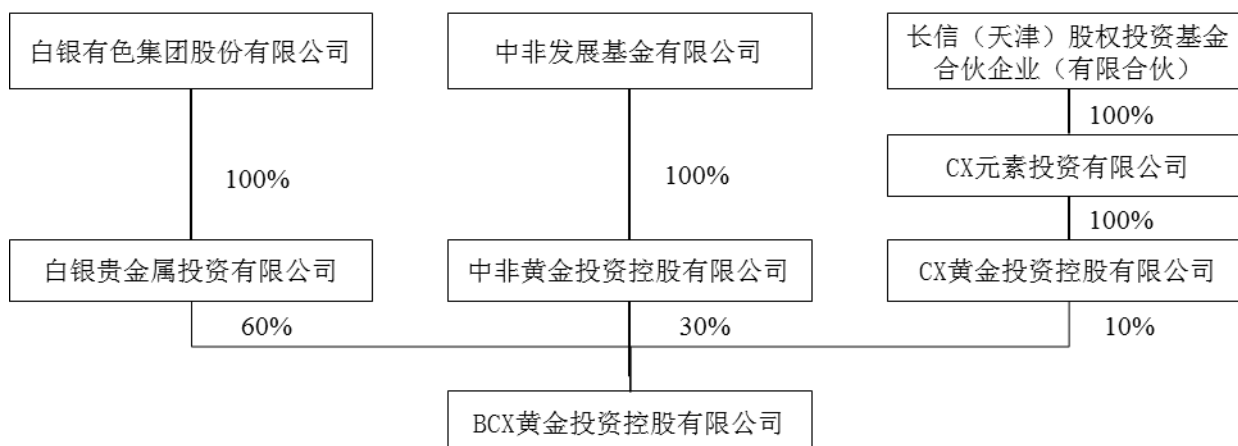 白银有色集团股份有限公司
中非发展基金有限公司
长信（天津）股权投资基金
合伙企业（有限合伙）
100%
CX元素投资有限公司
100%
100%
100%
白银贵金属投资有限公司
中非黄金投资控股有限公司
CX黄金投资控股有限公司
60%
30%
10%
BCX黄金投资控股有限公司